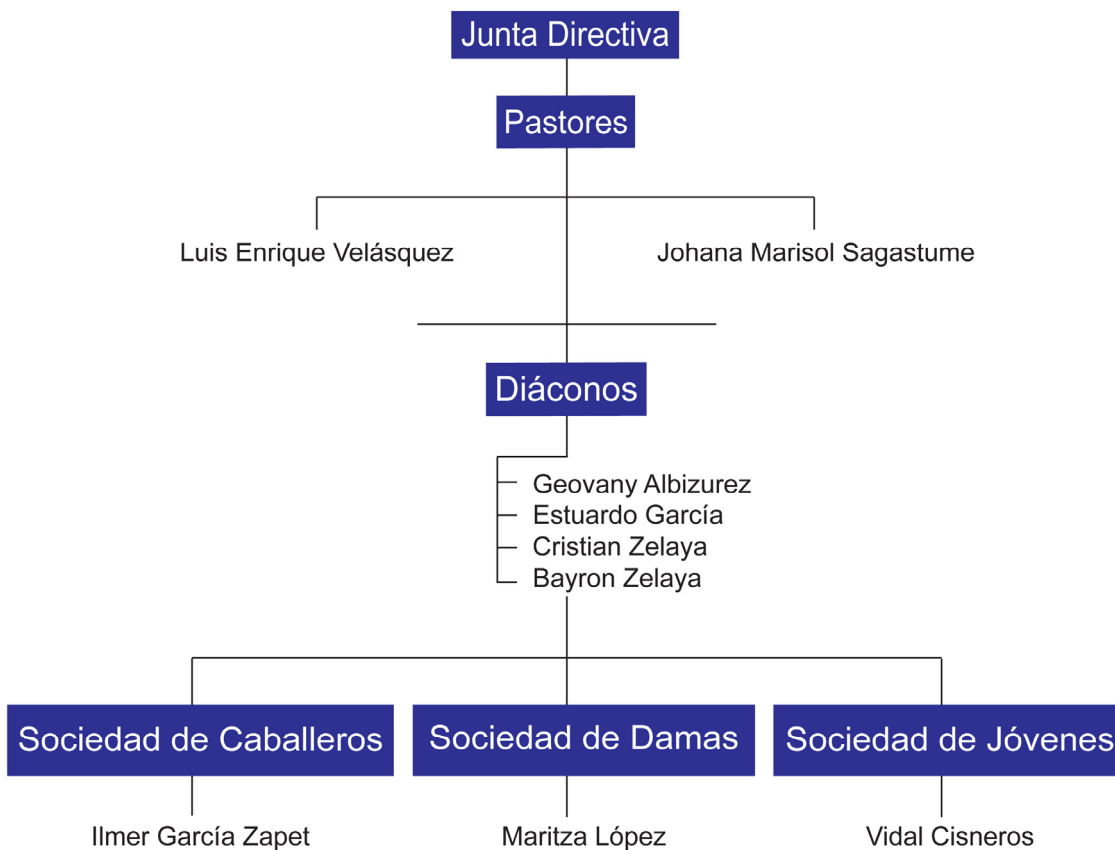 Junta Directiva
Pastores
Luis Enrique Velásquez
Johana Marisol Sagastume
Diáconos
Geovany Albizurez
Estuardo García
Cristian Zelaya
Bayron Zelaya
Sociedad de Caballeros
Sociedad de Damas
Sociedad de Jóvenes
Ilmer García Zapet
Maritza López
Vidal Cisneros